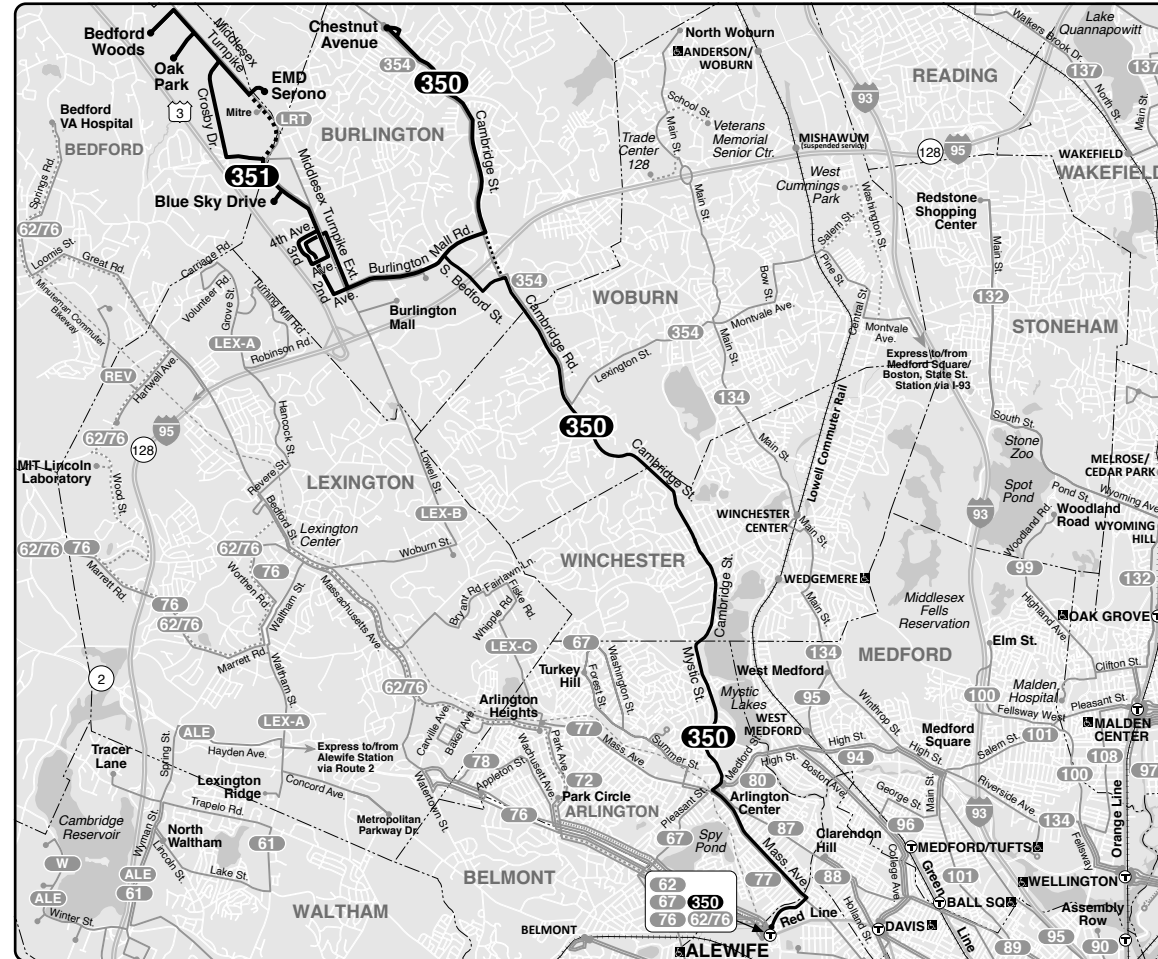 Bedford
Woods
Oak
Park
Middlesex
Turnpike
EMD
Serono
Mitre
LRT
Crosby Dr.
3
Bedford
VA Hospital
BEDFORD
Springs Rd.
62/76
BURLINGTON
Chestnut
Avenue
354
350
Cambridge St.
351
Blue Sky Drive
Middlesex Turnpike Ext.
4th Ave.
3rd
Ave.
2nd
Ave.
Burlington Mall Rd.
S. Bedford St.
Burlington
Mall
354
Cambridge Rd.
WOBURN
North Woburn
ANDERSON/
WOBURN
School St.
Main St.
Veterans
Memorial
Senior Ctr.
Trade
Center
128
MISHAWUM
(suspended service)
West
Cummings
Park
Washington St.
Salem St.
Pine St.
Bow St.
Main St.
Central St.
Montvale Ave.
354
Lexington St.
Main St.
134
Main St.
Montvale
Ave.
Express to/from
Medford Square/
Boston, State St.
Station via I-93
93
READING
128
95
Walkers Brook Dr.
Lake
Quannapowitt
137
137
North St.
Main St.
WAKEFIELD
WAKEFIELD
Redstone
Shopping
Center
Main St.
132
STONEHAM
South St.
Stone
Zoo
Spot
Pond
MELROSE/
CEDAR PARK
Pond St.
Wyoming Ave.
Woodland
Road
WYOMING
HILL
Woodland Rd.
99
132
93
Highland Ave.
OAK GROVE
T
Loomis St.
Great Rd.
Minuteman Commuter
Bikeway
Carriage Rd.
Volunteer Rd.
Grove St.
Turning Mill Rd.
LEX-A
Robinson Rd.
REV
Hartwell Ave.
62/76
95
128
MIT Lincoln
Laboratory
Wood St.
Hancock St.
Revere St.
Bedford St.
LEXINGTON
Lexington
Center
Lowell St.
LEX-B
Woburn St.
62/76
76
62/76
76
Marrett Rd.
76
62/76
Worthen Rd.
Waltham St.
Massachusetts Ave
Marrett Rd.
Waltham St.
350
Cambridge St.
WINCHESTER
Cambridge St.
Lowell Commuter Rail
WINCHESTER
CENTER
Main St.
WEDGEMERE
Main St.
134
Middlesex
Fells
Reservation
Bryant Rd
Fairlawn Ln.
Fiske Rd.
Whipple Rd
LEX-C
67
Turkey
Hill
Forest St.
Washington St.
Mystic St.
350
Mystic
Lakes
West Medford
95
WEST
MEDFORD
MEDFORD
Elm St.
100
Malden
Hospital
Clifton St.
Fellsway West
Pleasant St.
T
MALDEN
CENTER
2
62/76
Arlington
Heights
77
Mass. Ave
Summer St.
Medford St.
80
High St.
Boston Ave.
94
High St.
Winthrop St.
High St.
Medford
Square
Salem St.
101
100
108
97
LEX-A
ALE
Hayden Ave.
Express to/from
Alewife Station
via Route 2
Spring St.
Tracer
Lane
Lexington
Ridge
Concord Ave.
Trapelo Rd.
Metropolitan
Parkway Dr.
Carville Ave.
Baker Ave.
78
Appleton St.
Watertown St.
Wachusett Ave.
Park Ave.
72
76
Park Circle
ARLINGTON
Pleasant St.
67
Spy
Pond
Arlington
Center
87
Clarendon
Hill
Mass. Ave
77
88
Holland St.
George St.
Main St.
96
College Ave.
T
MEDFORD/TUFTS
Riverside Ave.
93
134
Fellsway
Orange Line
Cambridge
Reservoir
Wyman St.
North
Waltham
Lincoln St.
61
Lake St.
W
ALE
ALE
61
Winter St.
WALTHAM
BELMONT
BELMONT
62
67 350
76 62/76
Red Line
T
ALEWIFE
Green
Line
101
T
BALL SQ
T
DAVIS
WELLINGTON
T
Assembly
Row
T
89
95
90